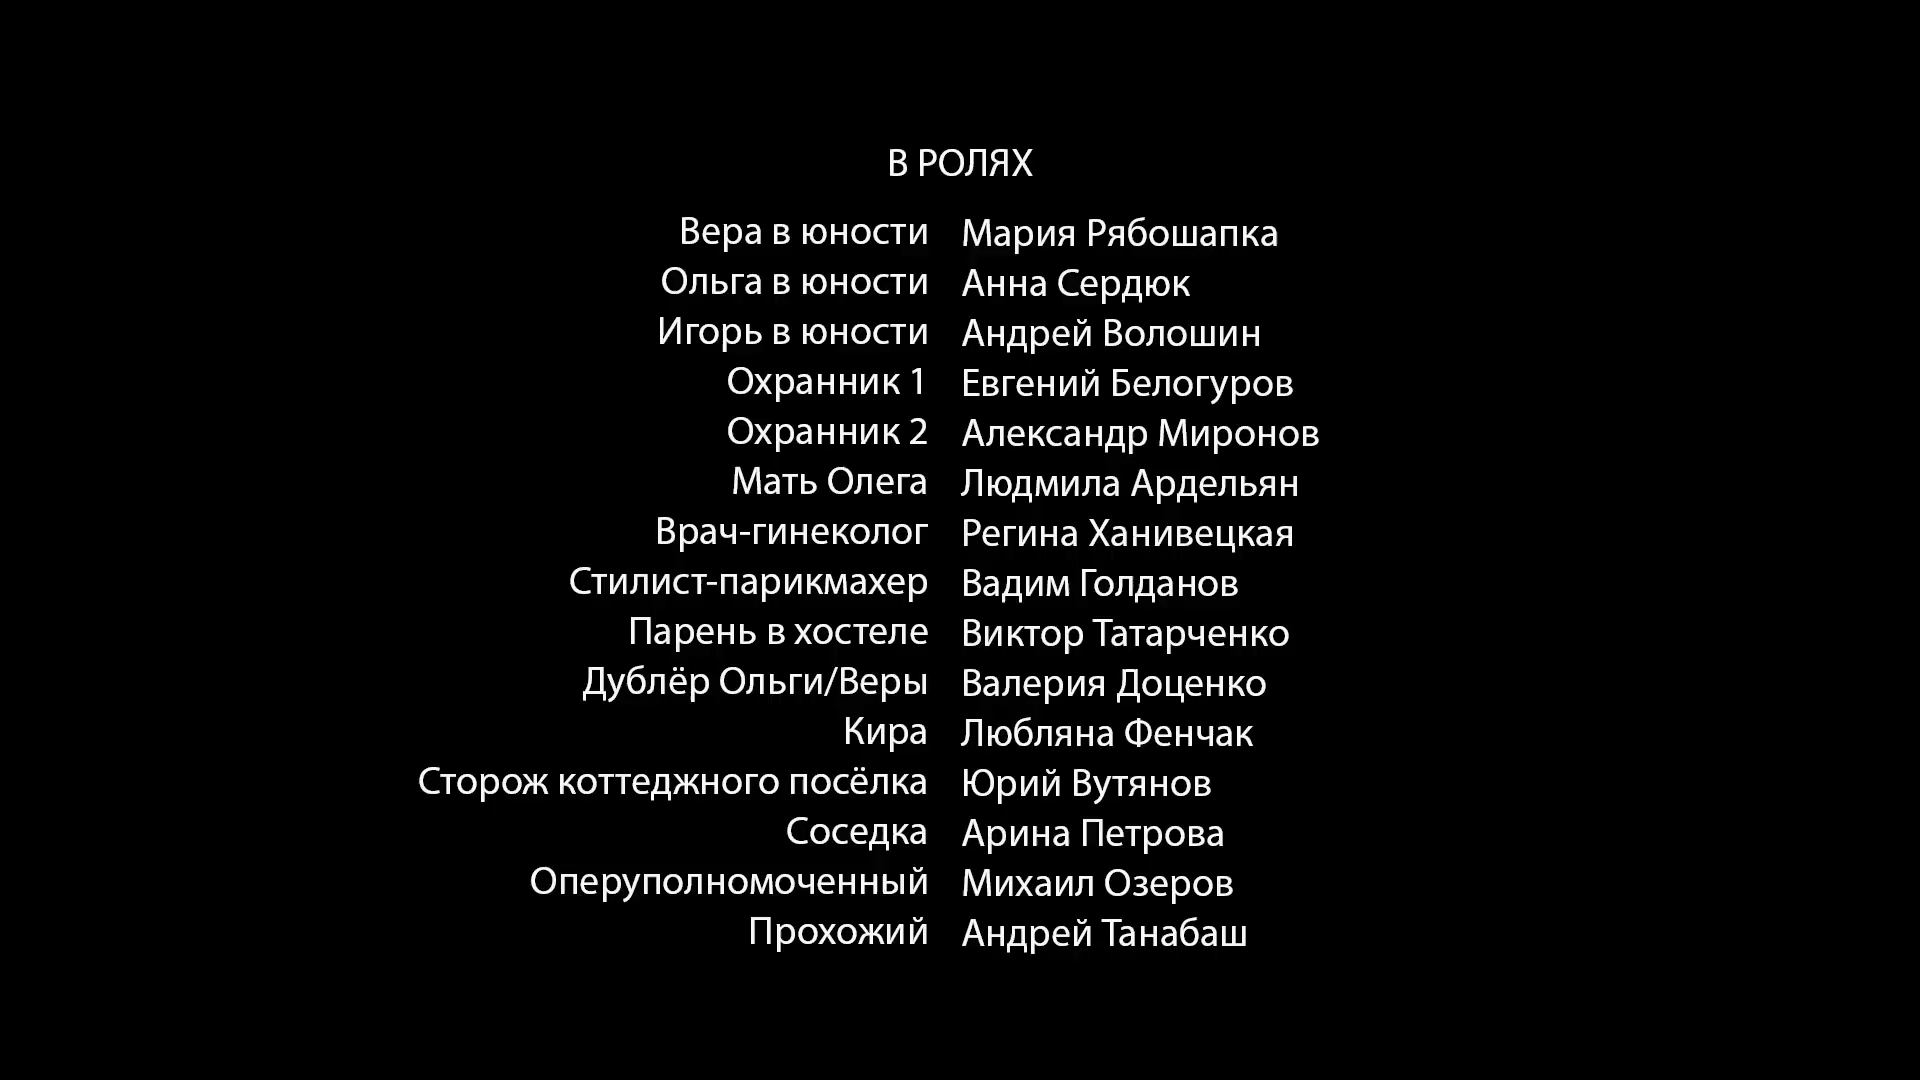 В РОЛЯХ
Вера в юности Мария Рябошапка
Ольга в юности Анна Сердюк
Игорь в юности Андрей Волошин
Охранник 1 Евгений Белогуров
Охранник 2 Александр Миронов
Мать Олега Людмила Ардельян
Врач-гинеколог Регина Ханивецкая
Стилист-парикмахер Вадим Голданов
Парень в хостеле Виктор Татарченко
Дублёр Ольги/Веры Валерия Доценко
Кира Любляна Фенчак
Сторож коттеджного посёлка Юрий Вутянов
Соседка Арина Петрова
Оперуполномоченный Михаил Озеров
Прохожий Андрей Танабаш